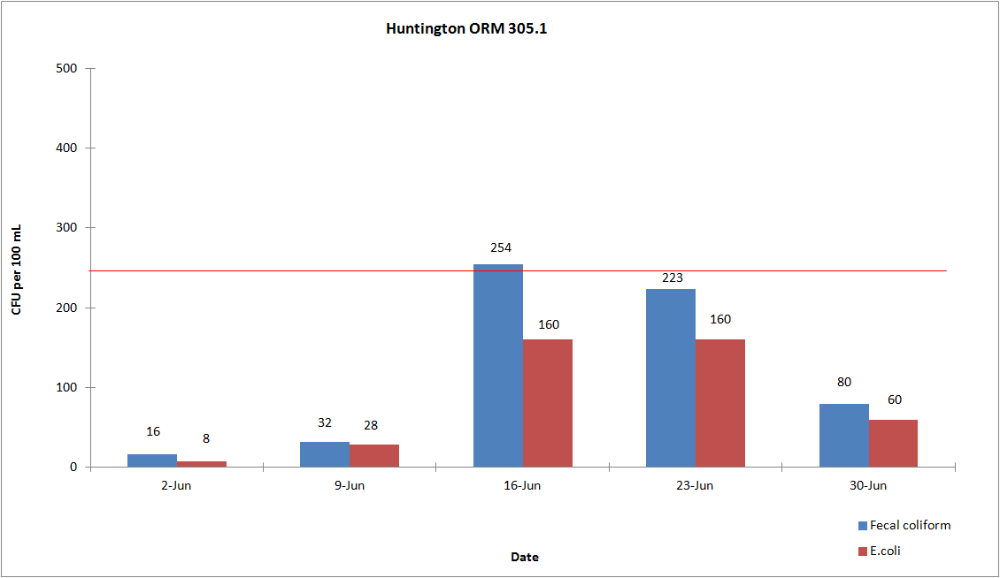 Huntington ORM 305.1
500
400
300
200
100
0
CFU per 100 mL
254
223
160
160
80
60
32
28
16
8
2-Jun
9-Jun
16-Jun
23-Jun
30-Jun
Fecal coliform
E.coli
Date